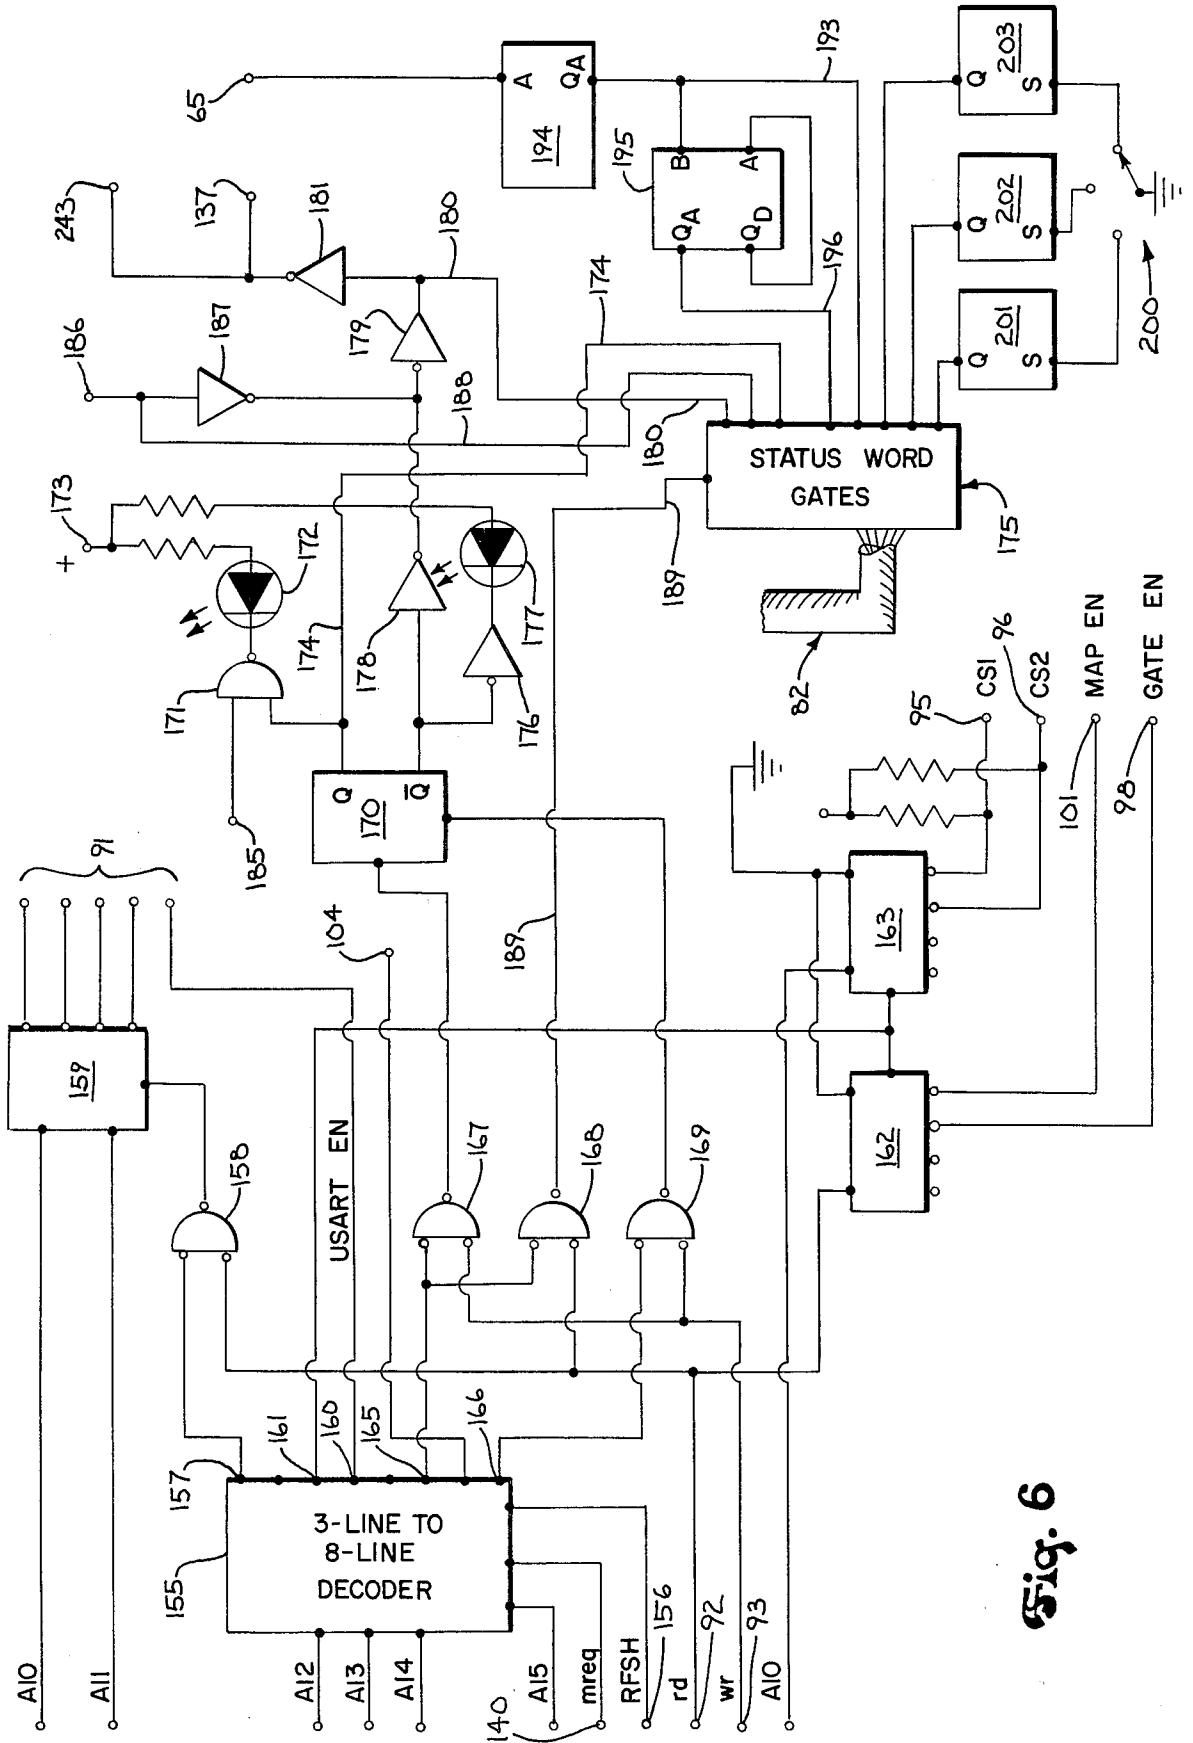 A10
A11
159
91
158
157
155
3-LINE TO
8-LINE
DECODER
161
160
165
166
A12
A13
A14
A15
mreq
140
RFSH
156
rd
92
wr
93
A10
USART EN
104
167
168
169
189
185
170
Q
Q̅
171
172
173
+
174
178
176
177
186
187
188
179
180
181
243
137
65
194
A
QA
193
195
B
A
QA
QD
196
174
180
189
STATUS WORD
GATES
175
82
201
Q
S
202
Q
S
203
Q
S
200
162
163
95
CS1
96
CS2
101
MAP EN
98
GATE EN
Fig. 6